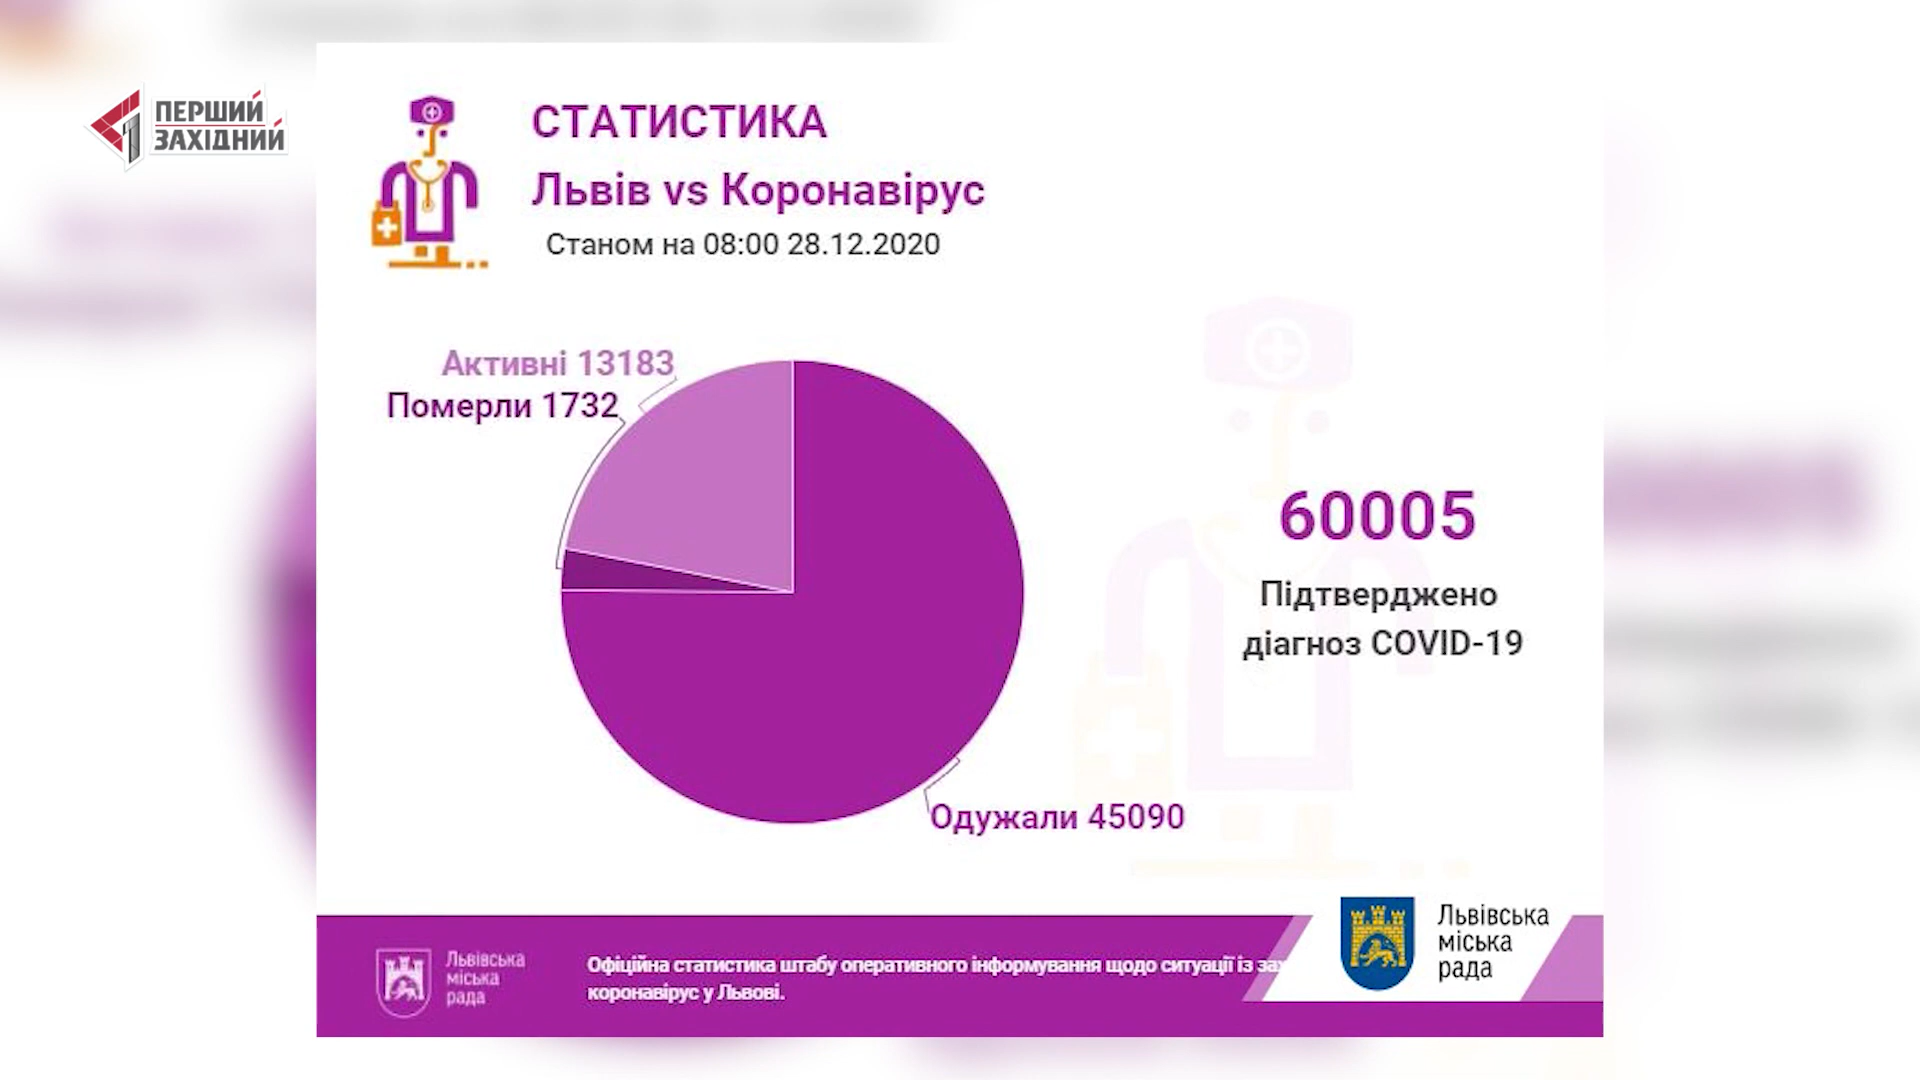 ПЕРШИЙ
ЗАХІДНИЙ
СТАТИСТИКА
Львів vs Коронавірус
Станом на 08:00 28.12.2020
Активні 13183
Померли 1732
60005
Підтверджено
діагноз COVID-19
Одужали 45090
Львівська
міська
рада
Офіційна статистика штабу оперативного інформування щодо ситуації із
коронавірус у Львові.
Львівська
міська
рада